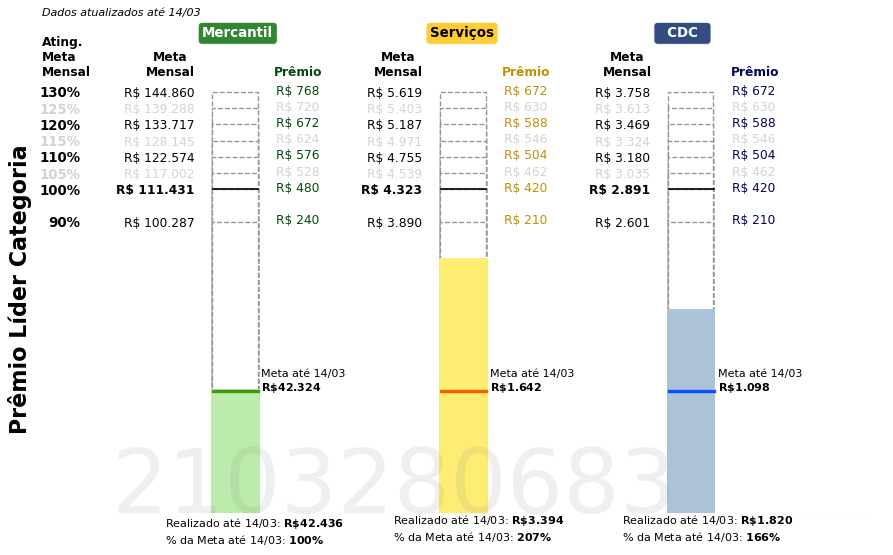 Dados atualizados até 14/03
Mercantil Serviços CDC
Ating. Meta Mensal
Meta Mensal Prêmio Meta Mensal Prêmio Meta Mensal Prêmio
130% R$ 144.860 R$ 768 R$ 5.619 R$ 672 R$ 3.758 R$ 672
125% R$ 139.288 R$ 720 R$ 5.403 R$ 630 R$ 3.613 R$ 630
120% R$ 133.717 R$ 672 R$ 5.187 R$ 588 R$ 3.469 R$ 588
115% R$ 128.145 R$ 624 R$ 4.971 R$ 546 R$ 3.324 R$ 546
110% R$ 122.574 R$ 576 R$ 4.755 R$ 504 R$ 3.180 R$ 504
105% R$ 117.002 R$ 528 R$ 4.539 R$ 462 R$ 3.035 R$ 462
100% R$ 111.431 R$ 480 R$ 4.323 R$ 420 R$ 2.891 R$ 420
90% R$ 100.287 R$ 240 R$ 3.890 R$ 210 R$ 2.601 R$ 210
Prêmio Líder Categoria
Meta até 14/03 Meta até 14/03 Meta até 14/03
R$42.324 R$1.642 R$1.098
2103280683
Realizado até 14/03: R$42.436 Realizado até 14/03: R$3.394 Realizado até 14/03: R$1.820
% da Meta até 14/03: 100% % da Meta até 14/03: 207% % da Meta até 14/03: 166%